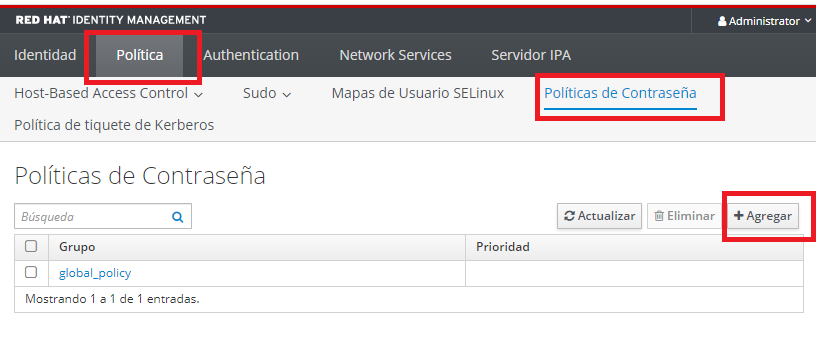 RED HAT® IDENTITY MANAGEMENT Administrator
Identidad Política Authentication Network Services Servidor IPA
Host-Based Access Control Sudo Mapas de Usuario SELinux Políticas de Contraseña
Política de tiquete de Kerberos
Políticas de Contraseña
Búsqueda Actualizar Eliminar + Agregar
Grupo Prioridad
global_policy
Mostrando 1 a 1 de 1 entradas.